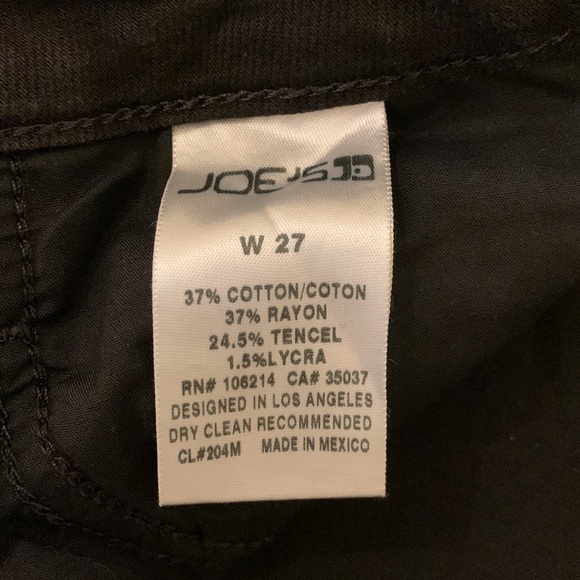 JOE'S
W 27
37% COTTON/COTON
37% RAYON
24.5% TENCEL
1.5%LYCRA
RN# 106214 CA# 35037
DESIGNED IN LOS ANGELES
DRY CLEAN RECOMMENDED
CL#204M MADE IN MEXICO